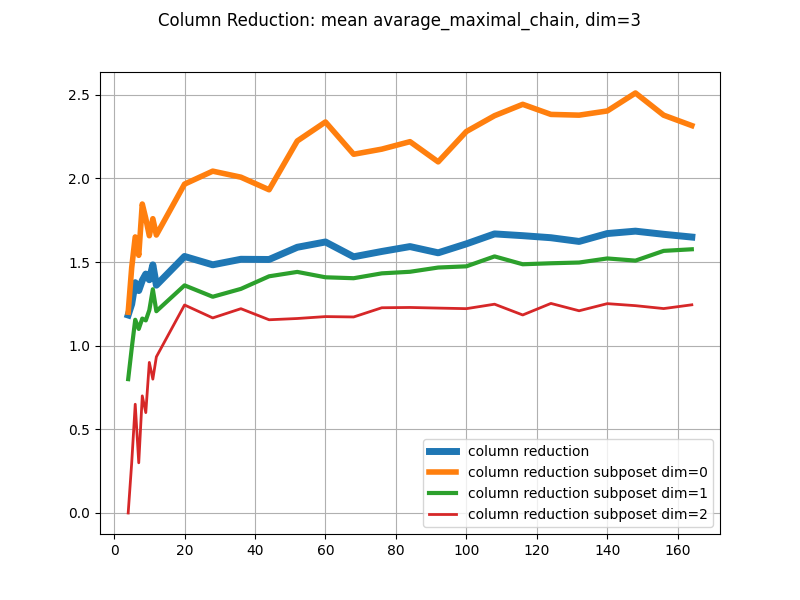 Column Reduction: mean avarage_maximal_chain, dim=3
2.5
2.0
1.5
1.0
0.5
0.0
column reduction
column reduction subposet dim=0
column reduction subposet dim=1
column reduction subposet dim=2
0 20 40 60 80 100 120 140 160